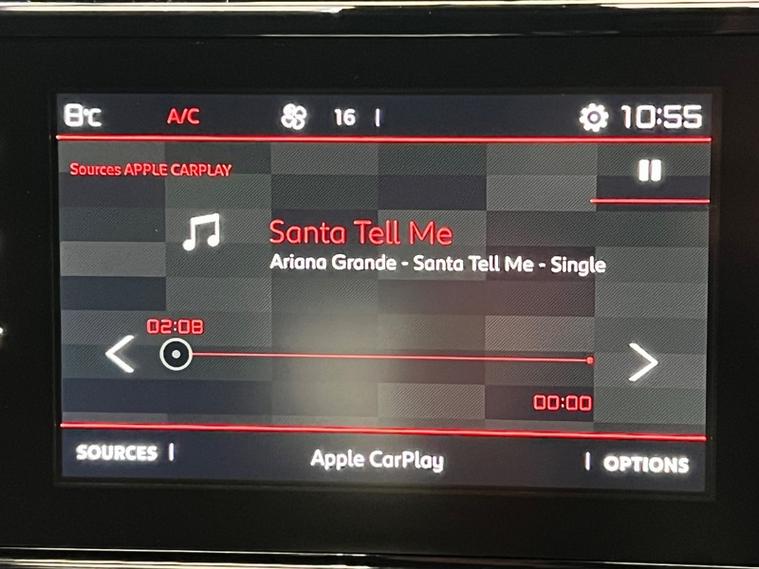 8°C A/C 16 10:55
Sources APPLE CARPLAY
Santa Tell Me
Ariana Grande - Santa Tell Me - Single
02:08
00:00
SOURCES Apple CarPlay OPTIONS